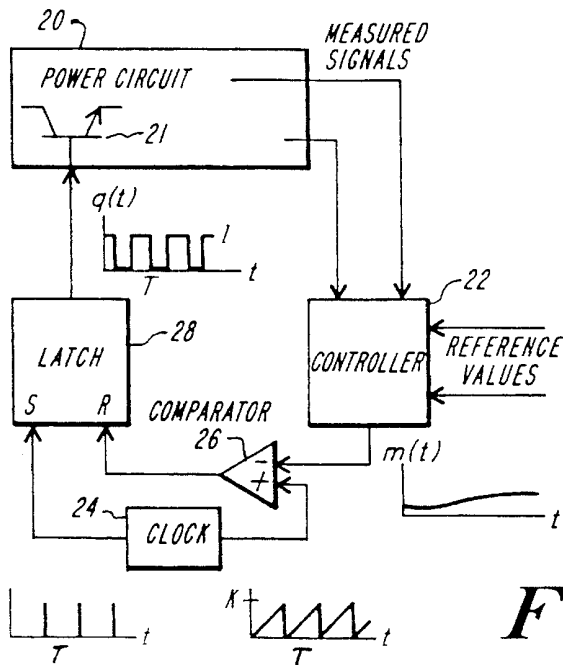 20
MEASURED
SIGNALS
POWER CIRCUIT
21
q(t)
1
T
t
22
LATCH
28
S
R
CONTROLLER
REFERENCE
VALUES
COMPARATOR
26
-
+
m(t)
t
24
CLOCK
T
t
K
T
t
F